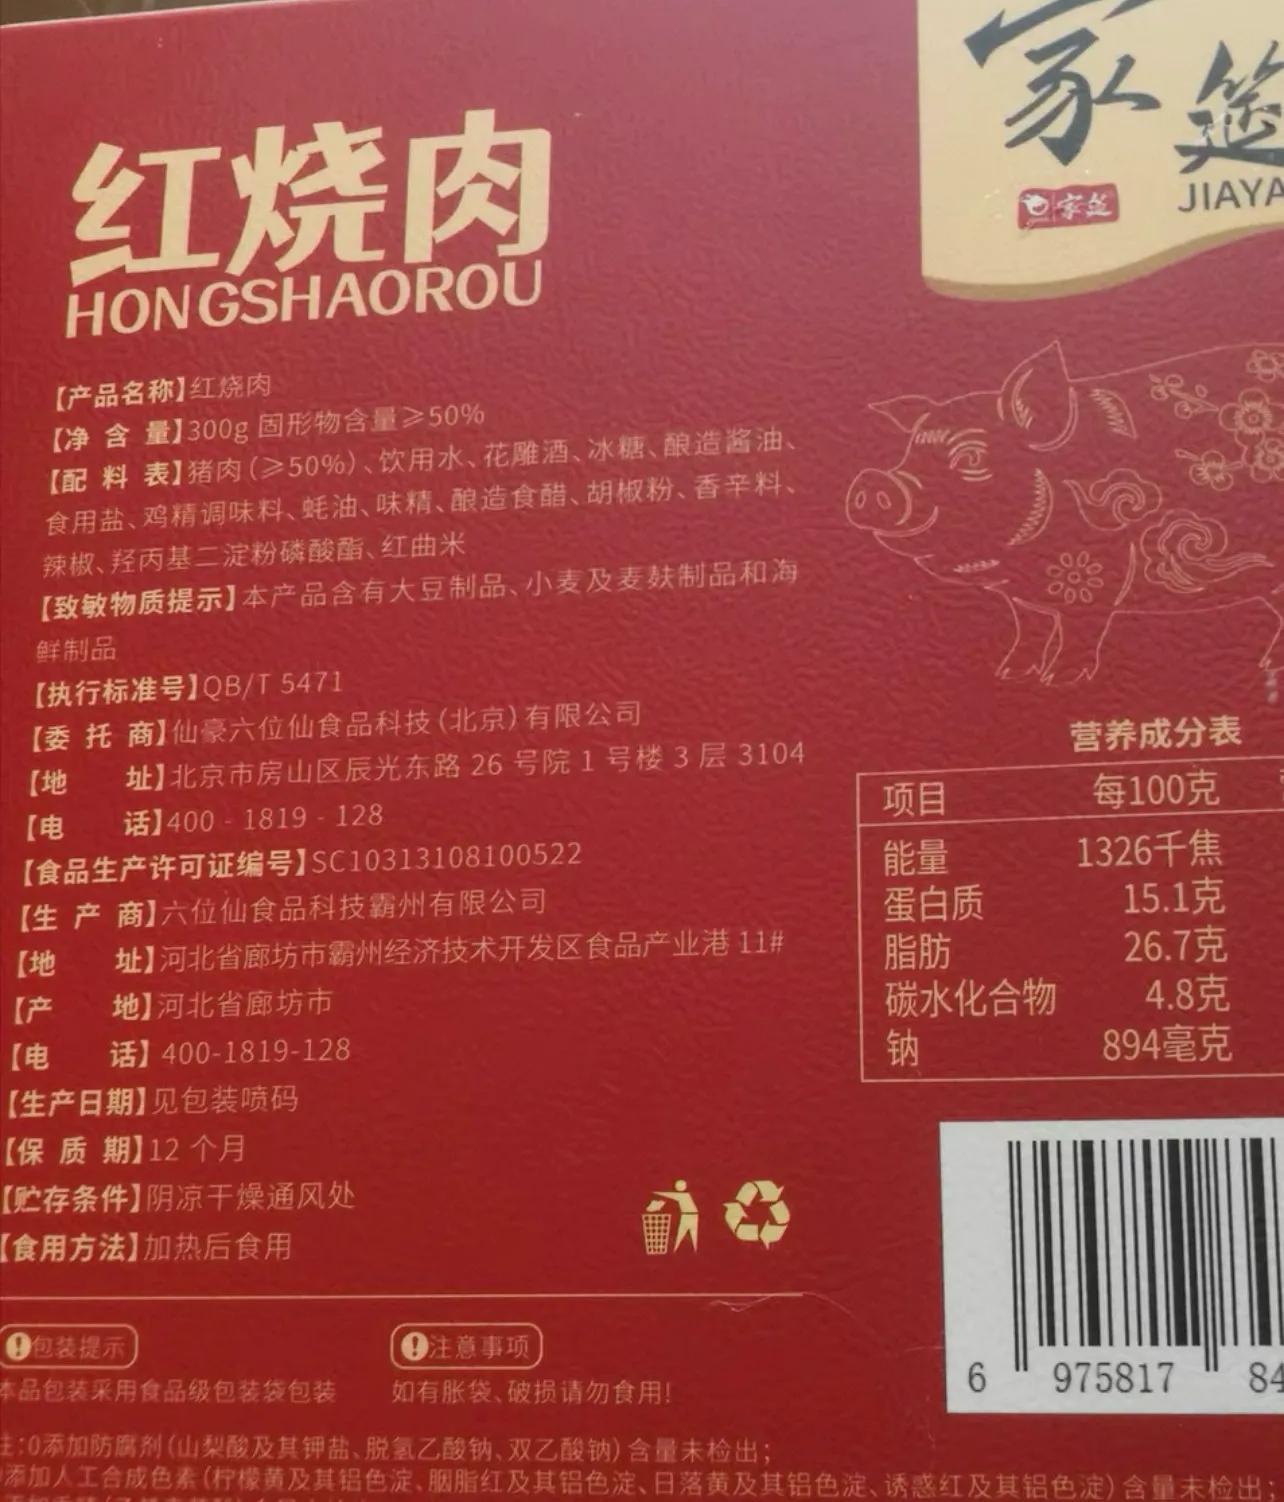 家筵
家筵
JIAYA
红烧肉
HONGSHAOROU
【产品名称】红烧肉
【净含量】300g 固形物含量≥50%
【配料表】猪肉(≥50%)、饮用水、花雕酒、冰糖、酿造酱油、
食用盐、鸡精调味料、蚝油、味精、酿造食醋、胡椒粉、香辛料、
辣椒、羟丙基二淀粉磷酸酯、红曲米
【致敏物质提示】本产品含有大豆制品、小麦及麦麸制品和海
鲜制品
【执行标准号】QB/T 5471
【委托商】仙豪六位仙食品科技(北京)有限公司
【地址】北京市房山区辰光东路 26 号院 1 号楼 3 层 3104
【电话】400 - 1819 - 128
【食品生产许可证编号】SC10313108100522
【生产商】六位仙食品科技霸州有限公司
【地址】河北省廊坊市霸州经济技术开发区食品产业港 11#
【产地】河北省廊坊市
【电话】400-1819-128
【生产日期】见包装喷码
【保质期】12 个月
【贮存条件】阴凉干燥通风处
【食用方法】加热后食用
营养成分表
项目 每100克
能量 1326千焦
蛋白质 15.1克
脂肪 26.7克
碳水化合物 4.8克
钠 894毫克
6 975817 84
包装提示
本品包装采用食品级包装袋包装
注意事项
如有胀袋、破损请勿食用!
注:0添加防腐剂(山梨酸及其钾盐、脱氢乙酸钠、双乙酸钠)含量未检出;
添加人工合成色素(柠檬黄及其铝色淀、胭脂红及其铝色淀、日落黄及其铝色淀、诱惑红及其铝色淀)含量未检出;